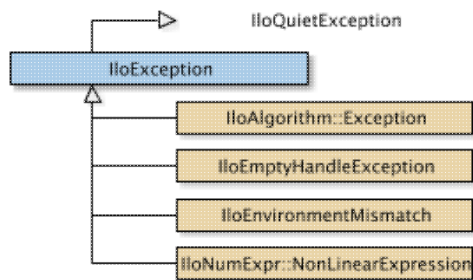 IloQuietException
IloException
IloAlgorithm::Exception
IloEmptyHandleException
IloEnvironmentMismatch
IloNumExpr::NonLinearExpression